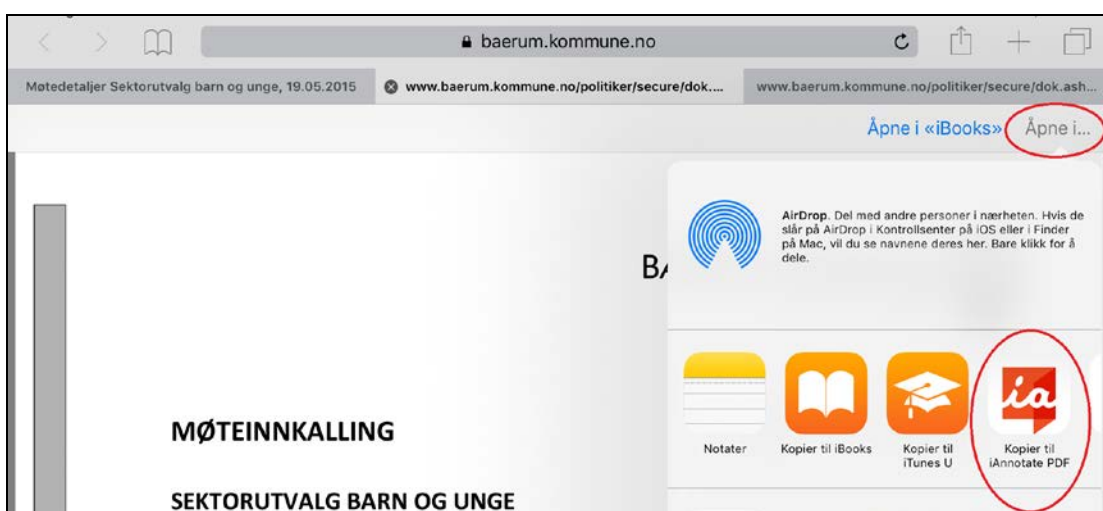 baerum.kommune.no
Møtedetaljer Sektorutvalg barn og unge, 19.05.2015
www.baerum.kommune.no/politiker/secure/dok....
www.baerum.kommune.no/politiker/secure/dok.ash...
Åpne i «iBooks»
Åpne i...
AirDrop. Del med andre personer i nærheten. Hvis de
slår på AirDrop i Kontrollsenter på iOS eller i Finder
på Mac, vil du se navnene deres her. Bare klikk for å
dele.
BÆ
ia
Notater
Kopier til iBooks
Kopier til
iTunes U
Kopier til
iAnnotate PDF
MØTEINNKALLING
SEKTORUTVALG BARN OG UNGE